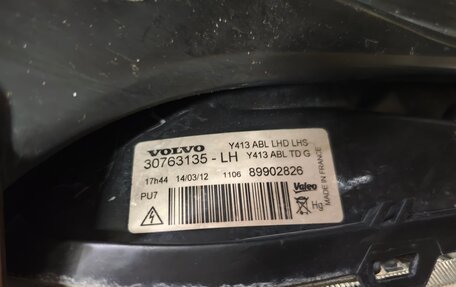 VOLVO Y413 ABL LHD LHS
30763135 - LH Y413 ABL TD G
17h44 14/03/12 1106 89902826
PU7
Valeo
Hg
MADE IN FRANCE